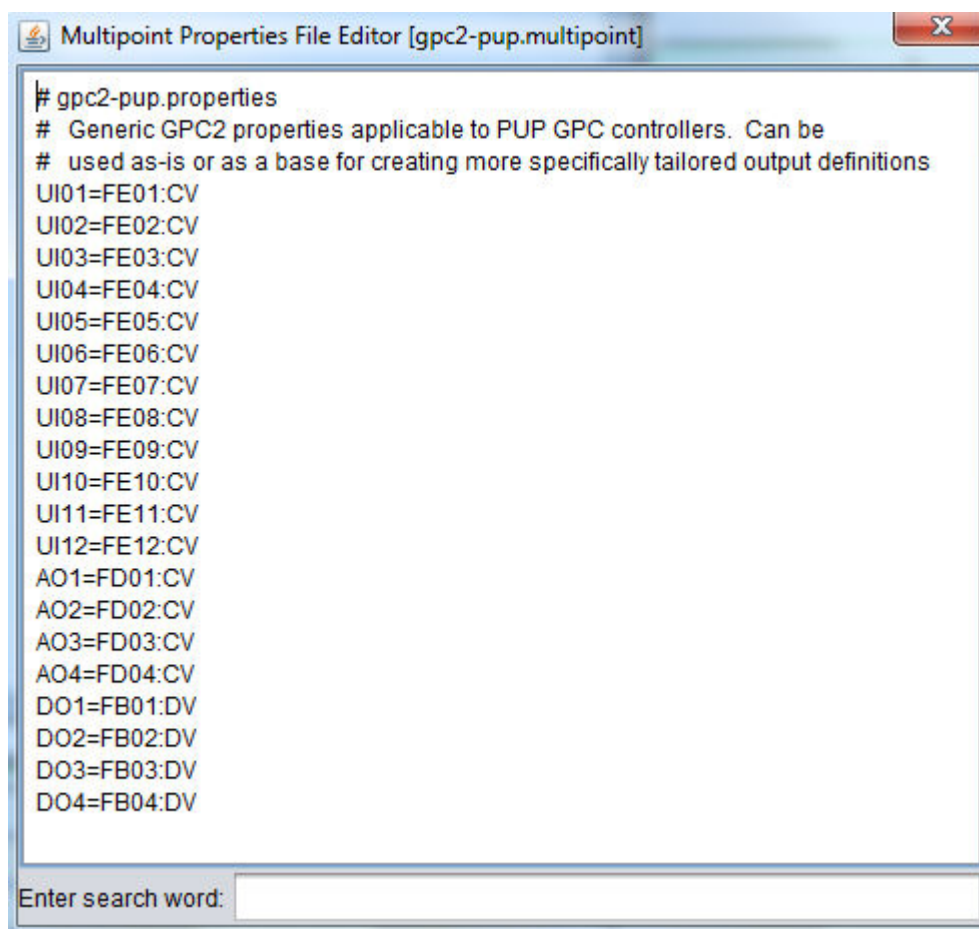 Multipoint Properties File Editor [gpc2-pup.multipoint]
# gpc2-pup.properties
#   Generic GPC2 properties applicable to PUP GPC controllers.  Can be
#   used as-is or as a base for creating more specifically tailored output definitions
UI01=FE01:CV
UI02=FE02:CV
UI03=FE03:CV
UI04=FE04:CV
UI05=FE05:CV
UI06=FE06:CV
UI07=FE07:CV
UI08=FE08:CV
UI09=FE09:CV
UI10=FE10:CV
UI11=FE11:CV
UI12=FE12:CV
AO1=FD01:CV
AO2=FD02:CV
AO3=FD03:CV
AO4=FD04:CV
DO1=FB01:DV
DO2=FB02:DV
DO3=FB03:DV
DO4=FB04:DV
Enter search word: